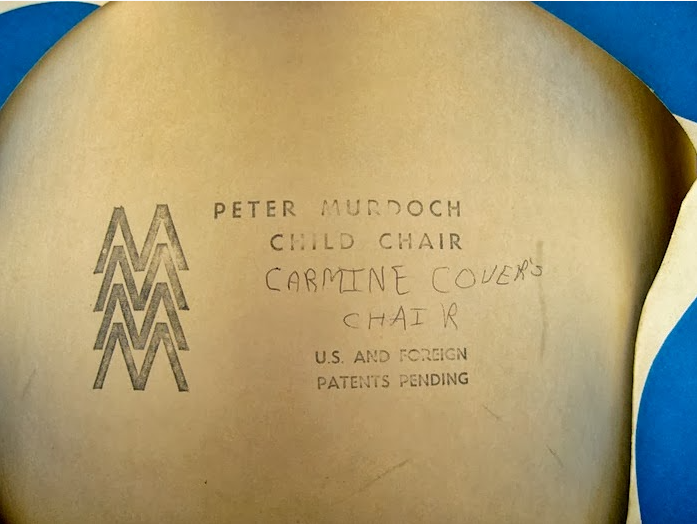 PETER MURDOCH
CHILD CHAIR
CARMINE COVER'S
CHAIR
U.S. AND FOREIGN
PATENTS PENDING